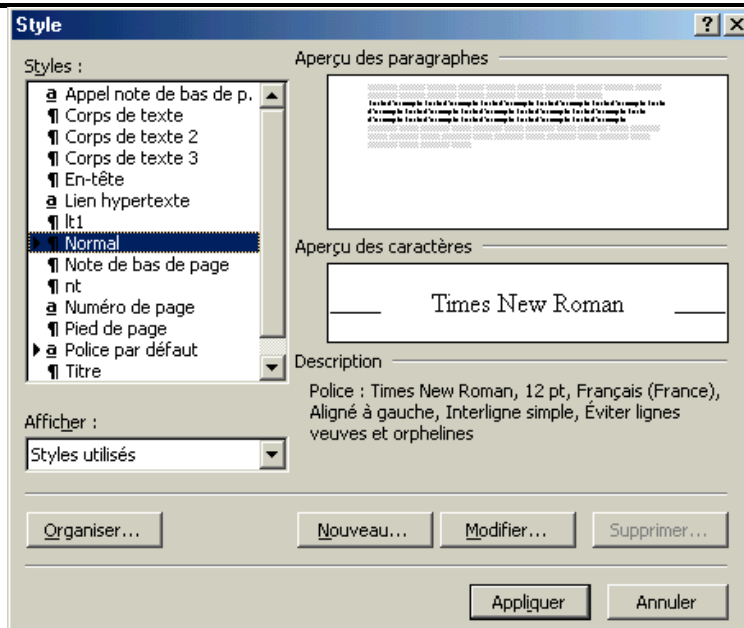 Style
Styles :
a Appel note de bas de p.
¶ Corps de texte
¶ Corps de texte 2
¶ Corps de texte 3
¶ En-tête
a Lien hypertexte
¶ lt1
¶ Normal
¶ Note de bas de page
¶ nt
a Numéro de page
¶ Pied de page
a Police par défaut
¶ Titre
Afficher :
Styles utilisés
Aperçu des paragraphes
Aperçu des caractères
Times New Roman
Description
Police : Times New Roman, 12 pt, Français (France),
Aligné à gauche, Interligne simple, Éviter lignes
veuves et orphelines
Organiser...
Nouveau...
Modifier...
Supprimer...
Appliquer
Annuler